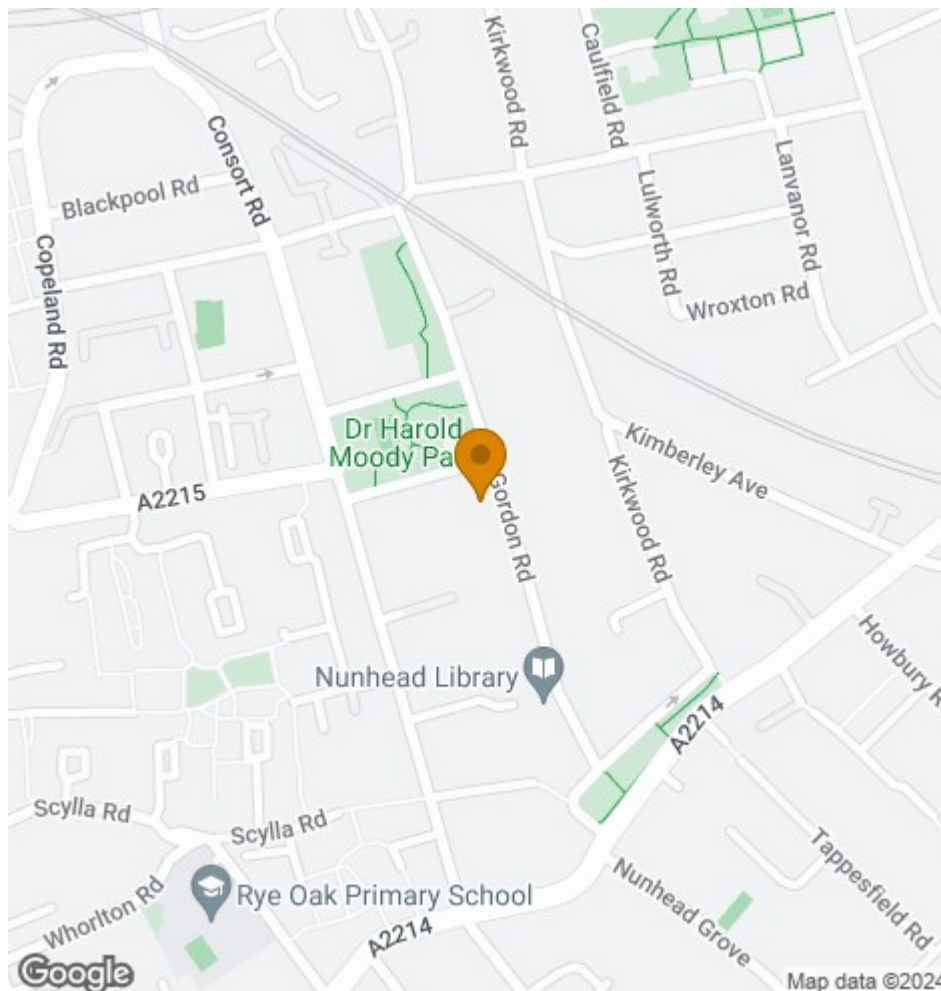 Kirkwood Rd
Caulfield Rd
Consort Rd
Lanvanor Rd
Blackpool Rd
Lulworth Rd
Copeland Rd
Wroxton Rd
Dr Harold
Moody Pa
Kimberley Ave
A2215
Gordon Rd
Kirkwood Rd
Howbury R
Nunhead Library
A2214
Scylla Rd
Scylla Rd
Tappesfield Rd
Whorlton Rd
Rye Oak Primary School
Nunhead Grove
A2214
Google
Map data ©2024